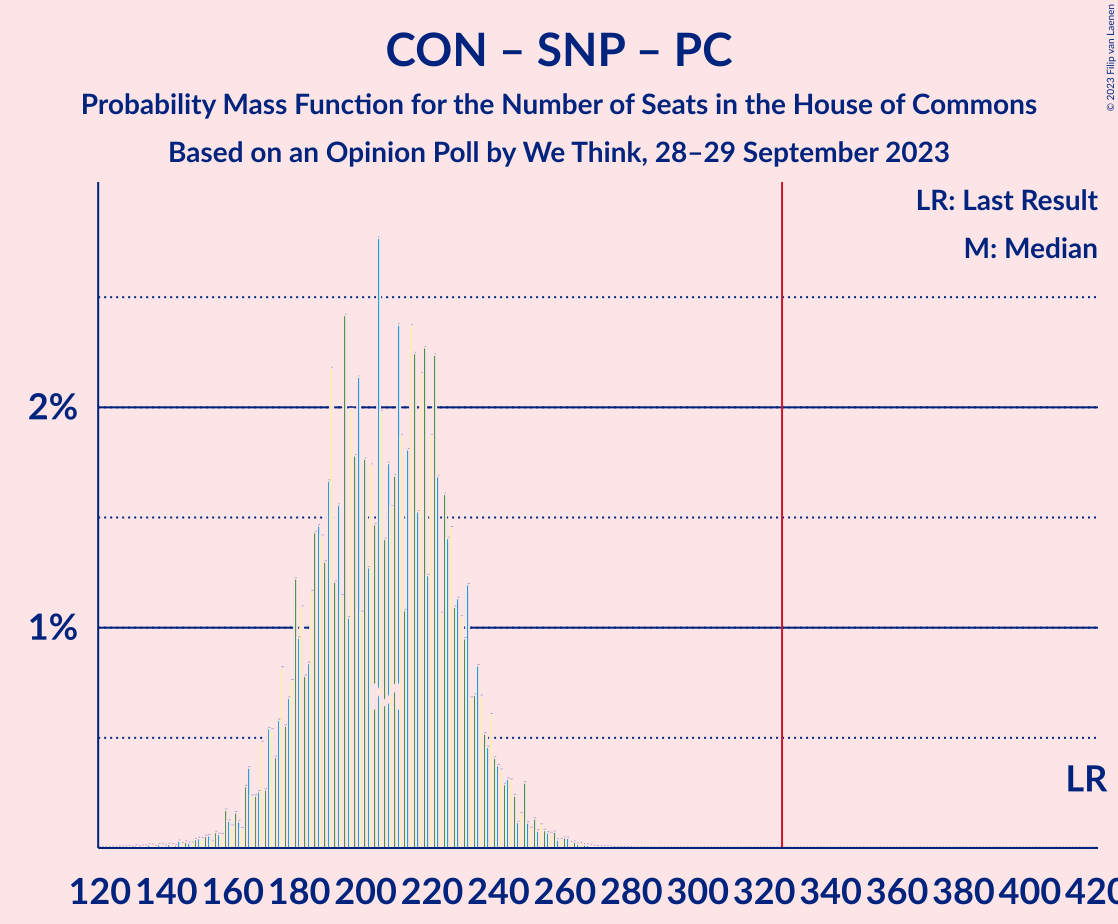 CON – SNP – PC
Probability Mass Function for the Number of Seats in the House of Commons
Based on an Opinion Poll by We Think, 28–29 September 2023
© 2023 Filip van Laenen
LR: Last Result
M: Median
2%
1%
LR
120 140 160 180 200 220 240 260 280 300 320 340 360 380 400 420